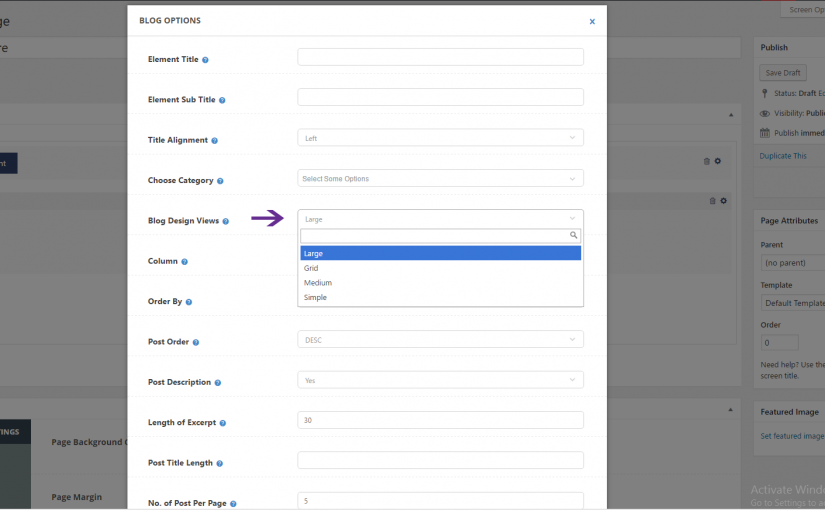 ge
Screen Op
BLOG OPTIONS
x
re
Element Title ?
Element Sub Title ?
Title Alignment ?
Left
nt
Choose Category ?
Select Some Options
Blog Design Views ?
Large
Large
Grid
Medium
Simple
Column ?
Order By ?
Post Order ?
DESC
Post Description ?
Yes
Length of Excerpt ?
30
Post Title Length ?
No. of Post Per Page ?
5
TINGS
Page Background C
Page Margin
Publish
Save Draft
Status: Draft Ed
Visibility: Public
Publish immed
Duplicate This
Page Attributes
Parent
(no parent)
Template
Default Template
Order
0
Need help? Use the
screen title.
Featured Image
Set featured image
Activate Windo
Go to Settings to a